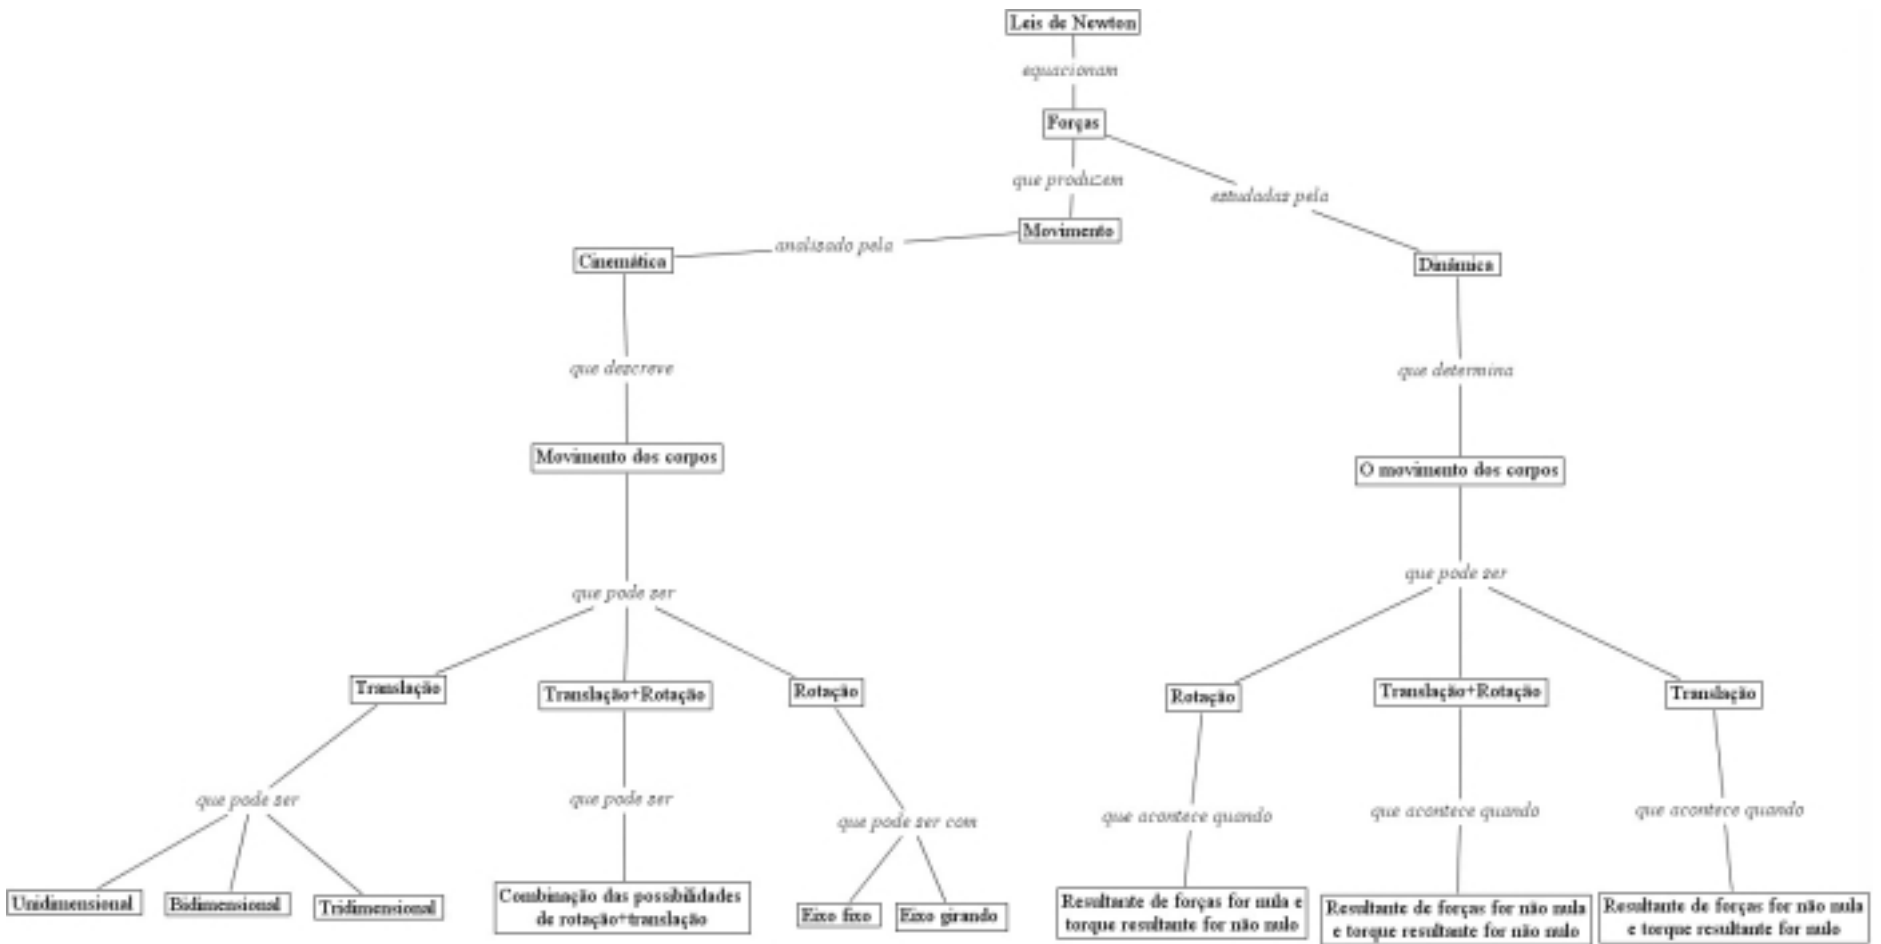 Leis de Newton
equacionam
Forças
que produzem
estudadas pela
Movimento
analisado pela
Cinemática
Dinâmica
que descreve
que determina
Movimento dos corpos
O movimento dos corpos
que pode ser
que pode ser
Translação
Translação+Rotação
Rotação
Rotação
Translação+Rotação
Translação
que pode ser
que pode ser
que pode ser com
que acontece quando
que acontece quando
que acontece quando
Unidimensional
Bidimensional
Tridimensional
Combinação das possibilidades
de rotação+translação
Eixo fixo
Eixo girando
Resultante de forças for nula e
torque resultante for não nulo
Resultante de forças for não nula
e torque resultante for não nulo
Resultante de forças for não nula
e torque resultante for nulo